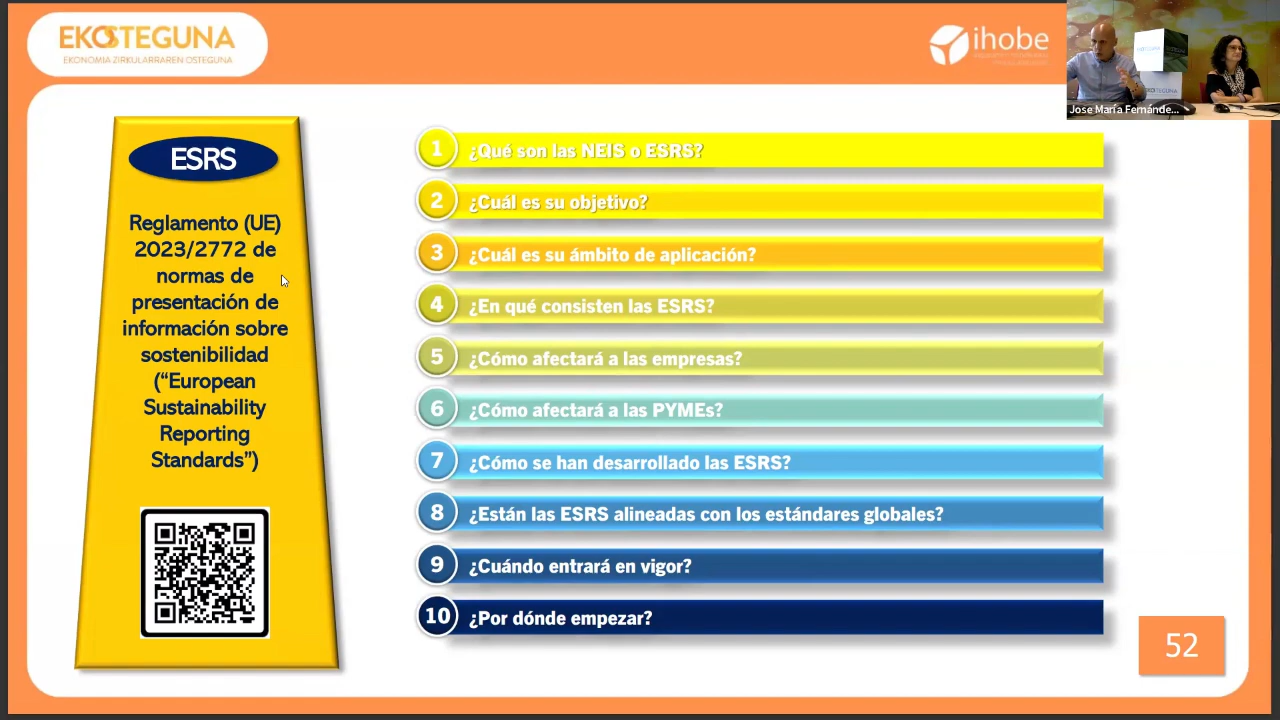 EKOSTEGUNA
EKONOMIA ZIRKULARRAREN OSTEGUNA
ihobe
Jose María Fernánde...
ESRS
Reglamento (UE)
2023/2772 de
normas de
presentación de
información sobre
sostenibilidad
(“European
Sustainability
Reporting
Standards”)
1 ¿Qué son las NEIS o ESRS?
2 ¿Cuál es su objetivo?
3 ¿Cuál es su ámbito de aplicación?
4 ¿En qué consisten las ESRS?
5 ¿Cómo afectará a las empresas?
6 ¿Cómo afectará a las PYMEs?
7 ¿Cómo se han desarrollado las ESRS?
8 ¿Están las ESRS alineadas con los estándares globales?
9 ¿Cuándo entrará en vigor?
10 ¿Por dónde empezar?
52